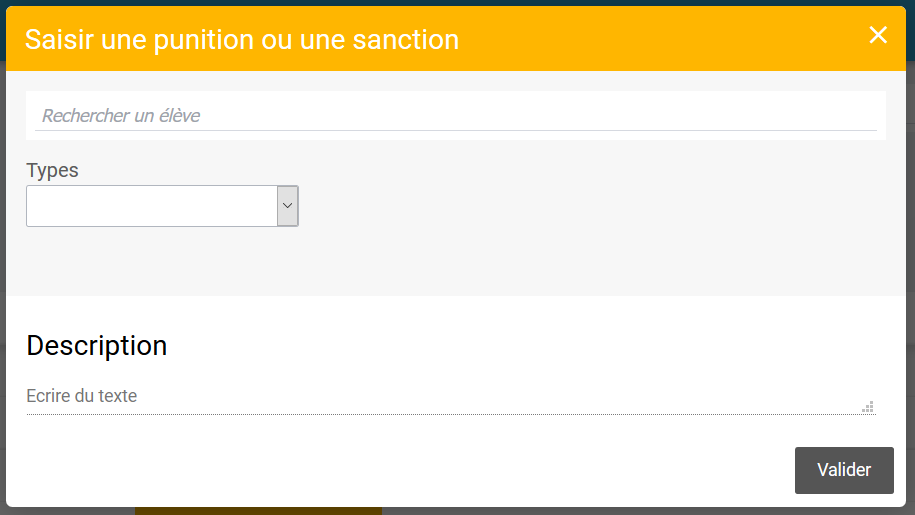 Saisir une punition ou une sanction
Rechercher un élève
Types
Description
Ecrire du texte
Valider